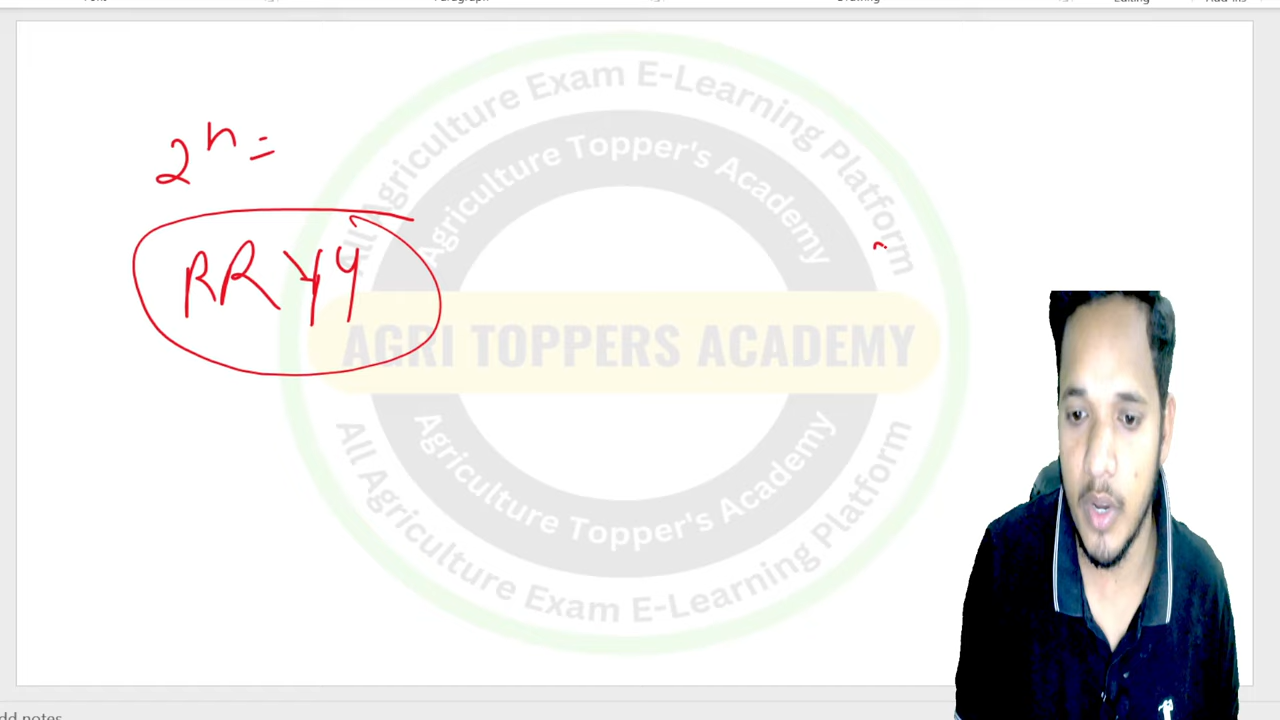 2ⁿ =
RRYY
All Agriculture Exam E-Learning Platform
Agriculture Topper's Academy
AGRI TOPPERS ACADEMY
Agriculture Topper's Academy
All Agriculture Exam E-Learning Platform